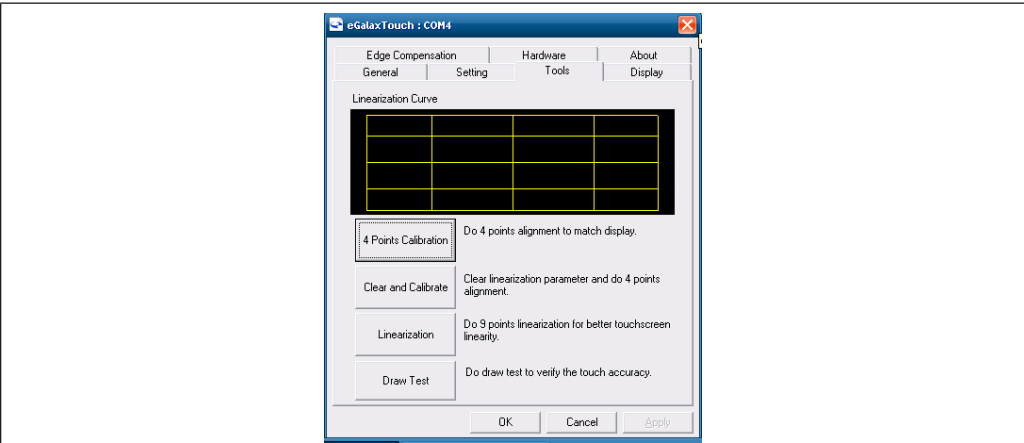 eGalaxTouch : COM4
Edge Compensation Hardware About
General Setting Tools Display
Linearization Curve
4 Points Calibration
Do 4 points alignment to match display.
Clear and Calibrate
Clear linearization parameter and do 4 points
alignment.
Linearization
Do 9 points linearization for better touchscreen
linearity.
Draw Test
Do draw test to verify the touch accuracy.
OK Cancel Apply